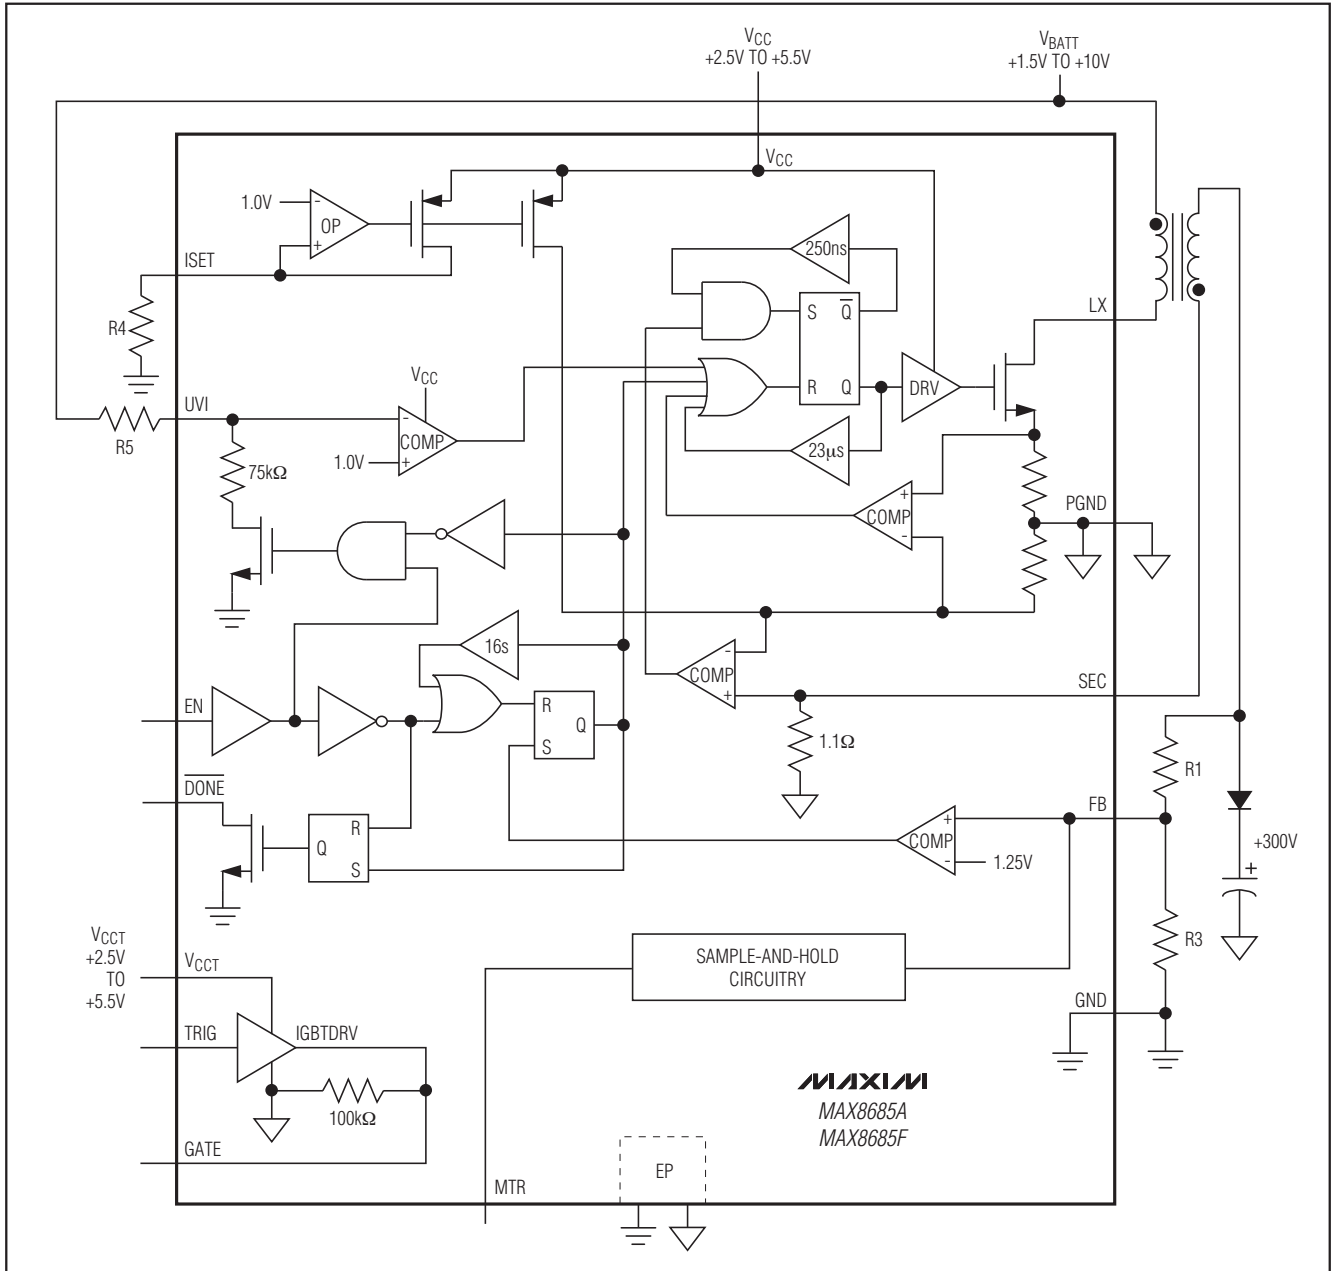 VCC
+2.5V TO +5.5V
VBATT
+1.5V TO +10V
VCC
1.0V
-
OP
+
ISET
R4
250ns
S
Q̅
R
Q
DRV
LX
VCC
UVI
R5
-
COMP
1.0V
+
75kΩ
23µs
+
COMP
-
PGND
16s
-
COMP
+
SEC
EN
R
Q
S
1.1Ω
R1
D̅O̅N̅E̅
FB
R
Q
S
+
COMP
-
1.25V
+300V
+
R3
VCCT
+2.5V
TO
+5.5V
VCCT
SAMPLE-AND-HOLD
CIRCUITRY
GND
TRIG
IGBTDRV
100kΩ
MAXIM
MAX8685A
MAX8685F
GATE
EP
MTR